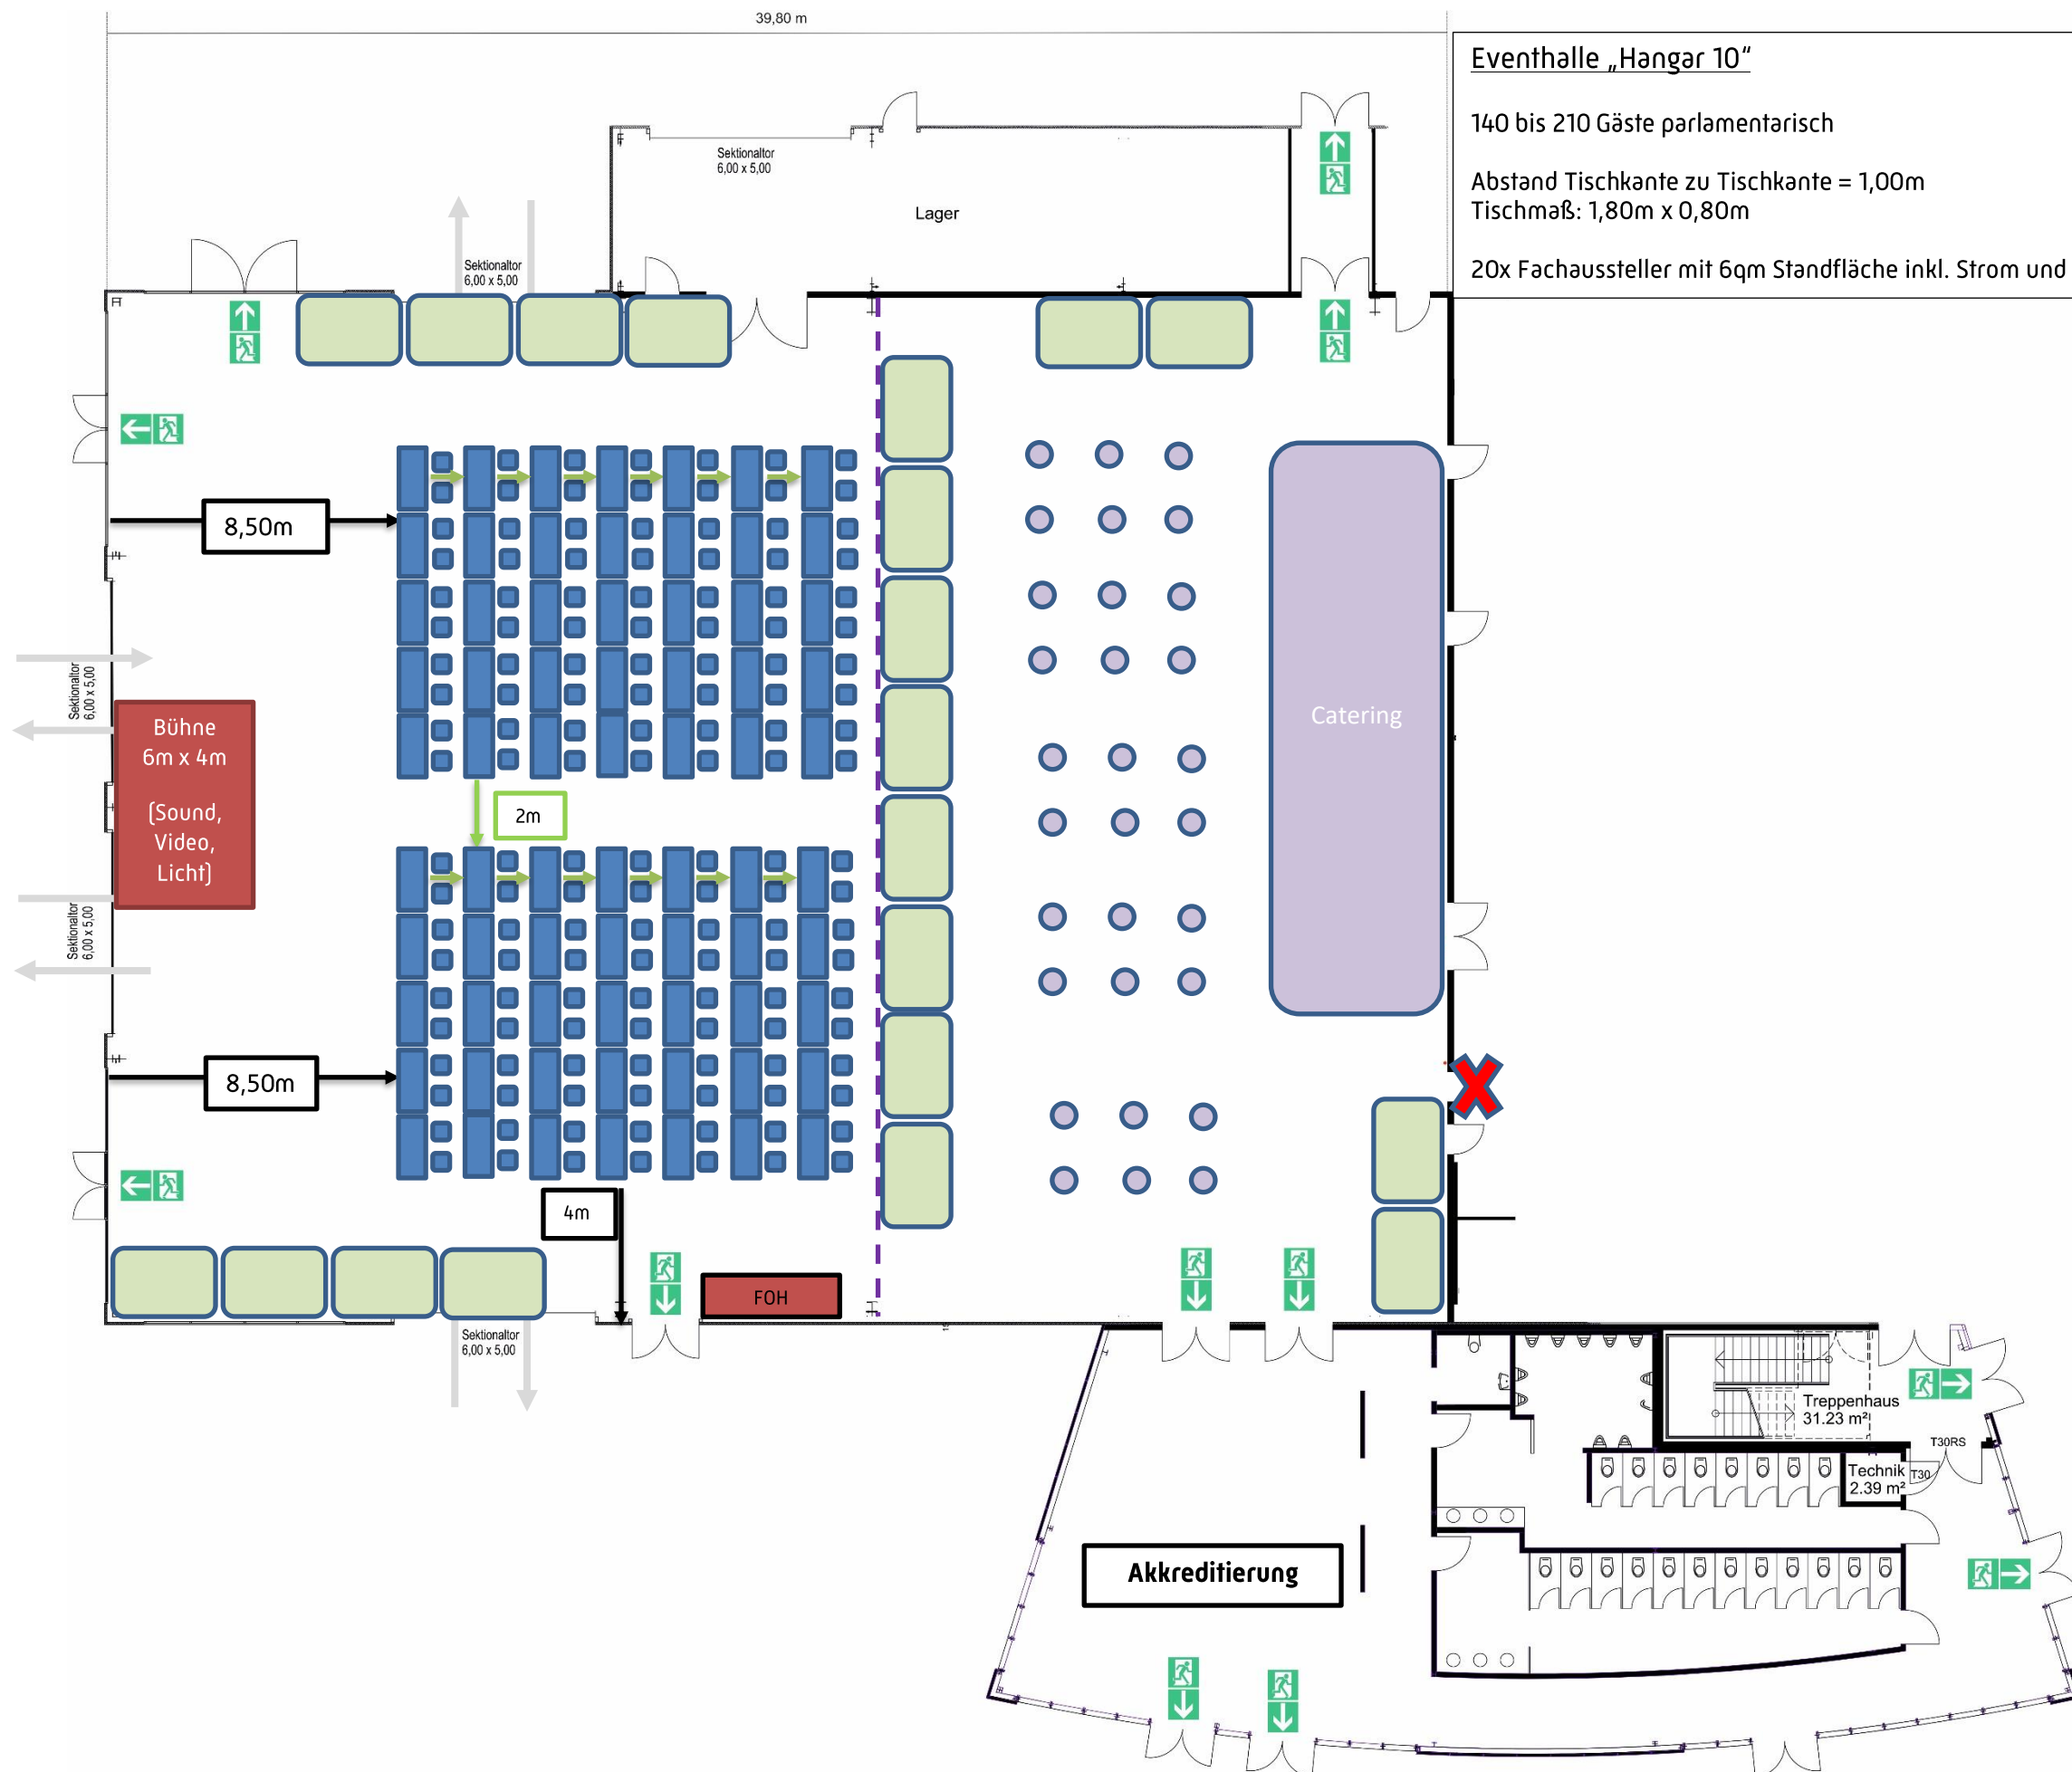 39,80 m
Eventhalle „Hangar 10“
140 bis 210 Gäste parlamentarisch
Abstand Tischkante zu Tischkante = 1,00m
Tischmaß: 1,80m x 0,80m
20x Fachaussteller mit 6qm Standfläche inkl. Strom und
Sektionaltor
6,00 x 5,00
Lager
Sektionaltor
6,00 x 5,00
8,50m
Sektionaltor
6,00 x 5,00
Bühne
6m x 4m
(Sound,
Video,
Licht)
Catering
2m
Sektionaltor
6,00 x 5,00
8,50m
4m
FOH
Sektionaltor
6,00 x 5,00
Treppenhaus
31.23 m²
T30RS
Technik
2.39 m²
T30
Akkreditierung